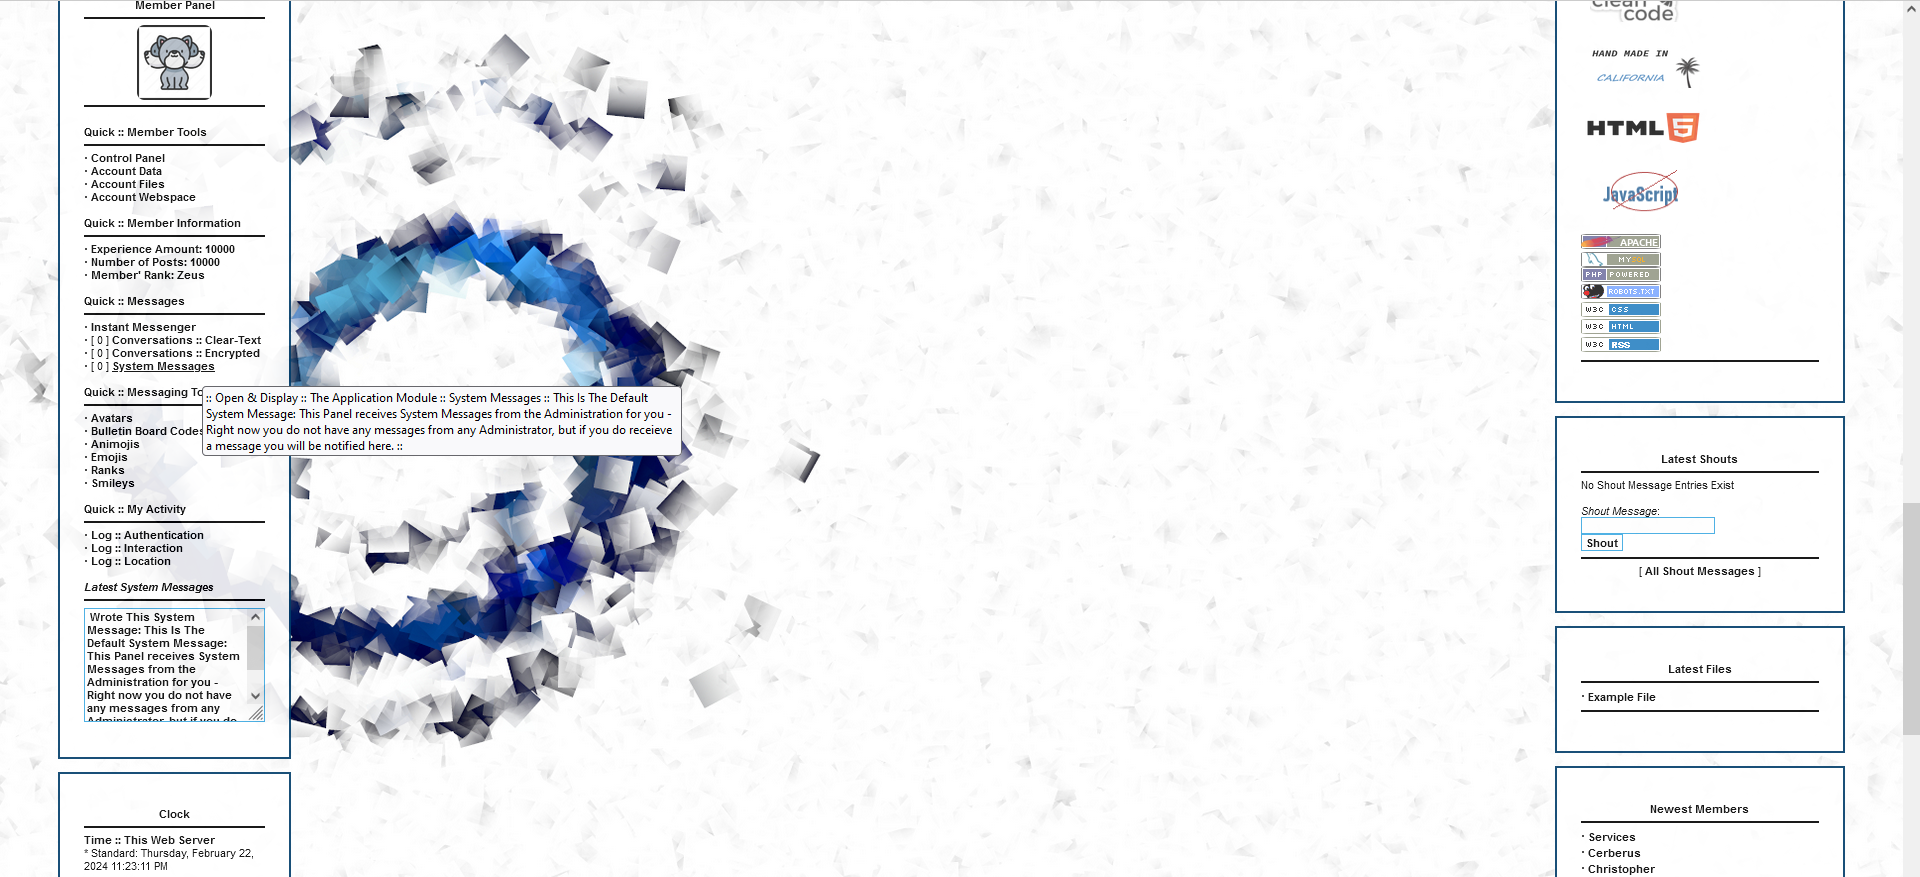 Member Panel
Quick :: Member Tools
· Control Panel
· Account Data
· Account Files
· Account Webspace
Quick :: Member Information
· Experience Amount: 10000
· Number of Posts: 10000
· Member' Rank: Zeus
Quick :: Messages
· Instant Messenger
· [ 0 ] Conversations :: Clear-Text
· [ 0 ] Conversations :: Encrypted
· [ 0 ] System Messages
Quick :: Messaging To
:: Open & Display :: The Application Module :: System Messages :: This Is The Default
System Message: This Panel receives System Messages from the Administration for you -
Right now you do not have any messages from any Administrator, but if you do receieve
a message you will be notified here. ::
· Avatars
· Bulletin Board Codes
· Animojis
· Emojis
· Ranks
· Smileys
Quick :: My Activity
· Log :: Authentication
· Log :: Interaction
· Log :: Location
Latest System Messages
Wrote This System
Message: This Is The
Default System Message:
This Panel receives System
Messages from the
Administration for you -
Right now you do not have
any messages from any
Administrator, but if you do
Clock
Time :: This Web Server
* Standard: Thursday, February 22,
2024 11:23:11 PM
clean
code
HAND MADE IN
CALIFORNIA
HTML 5
JavaScript
APACHE
MYSQL
PHP POWERED
ROBOTS.TXT
W3C CSS
W3C HTML
W3C RSS
Latest Shouts
No Shout Message Entries Exist
Shout Message:
Shout
[ All Shout Messages ]
Latest Files
· Example File
Newest Members
· Services
· Cerberus
· Christopher